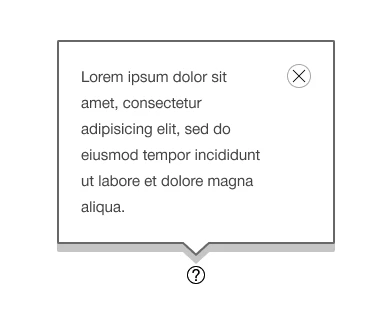 Lorem ipsum dolor sit
amet, consectetur
adipisicing elit, sed do
eiusmod tempor incididunt
ut labore et dolore magna
aliqua.
?